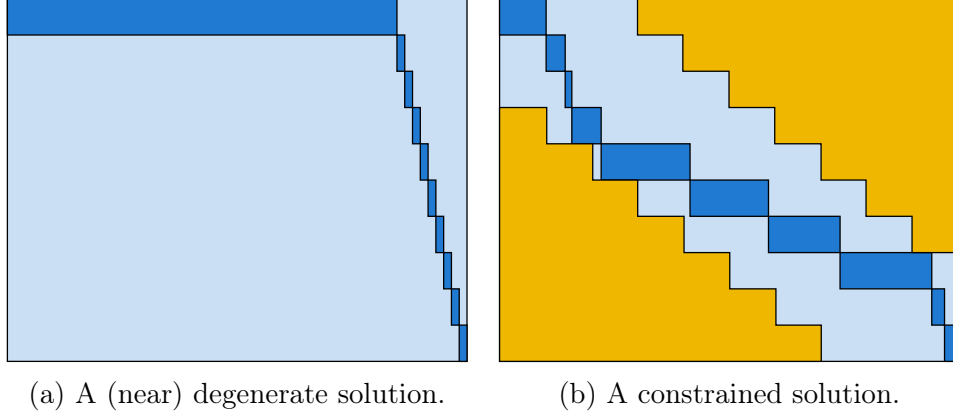 (a) A (near) degenerate solution.
(b) A constrained solution.